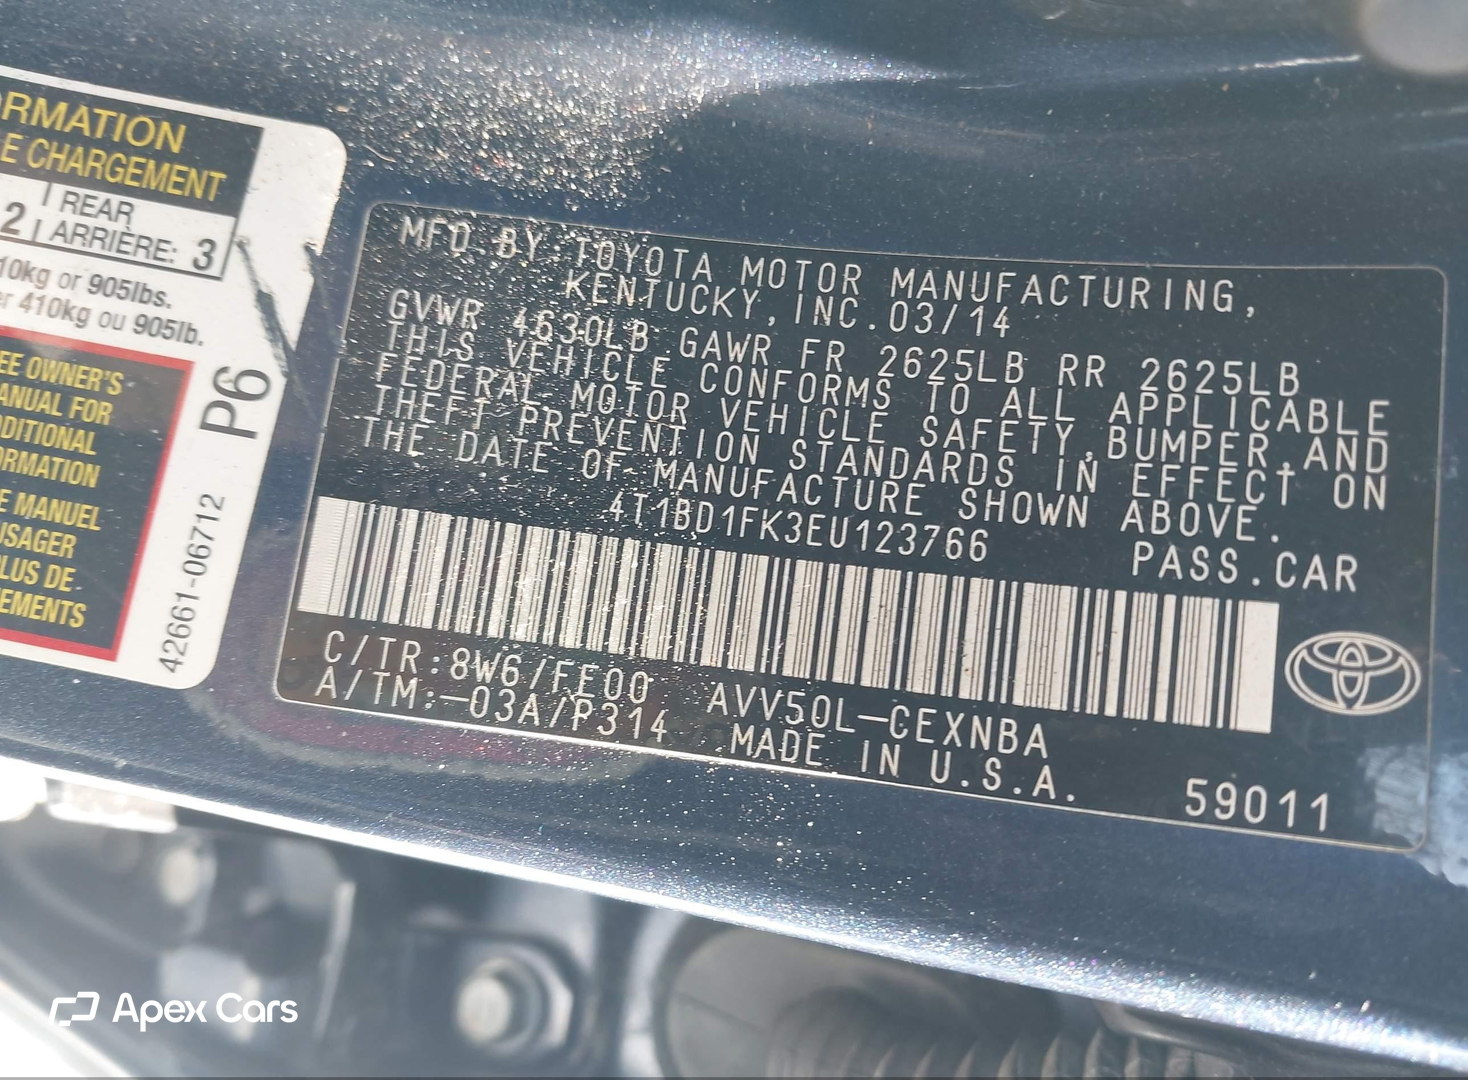 ORMATION
E CHARGEMENT
2 | REAR
| ARRIÈRE: 3
10kg or 905lbs.
er 410kg ou 905lb.
EE OWNER'S
ANUAL FOR
DDITIONAL
ORMATION
E MANUEL
USAGER
PLUS DE
EMENTS
P6
42661-06712
MFD.BY:TOYOTA MOTOR MANUFACTURING,
KENTUCKY,INC.03/14
GVWR 4630LB GAWR FR 2625LB RR 2625LB
THIS VEHICLE CONFORMS TO ALL APPLICABLE
FEDERAL MOTOR VEHICLE SAFETY,BUMPER,AND
THEFT PREVENTION STANDARDS IN EFFECT ON
THE DATE OF MANUFACTURE SHOWN ABOVE.
4T1BD1FK3EU123766 PASS.CAR
C/TR:8W6/FE00 AVV50L-CEXNBA
A/TM:-03A/P314 MADE IN U.S.A.
59011
Apex Cars